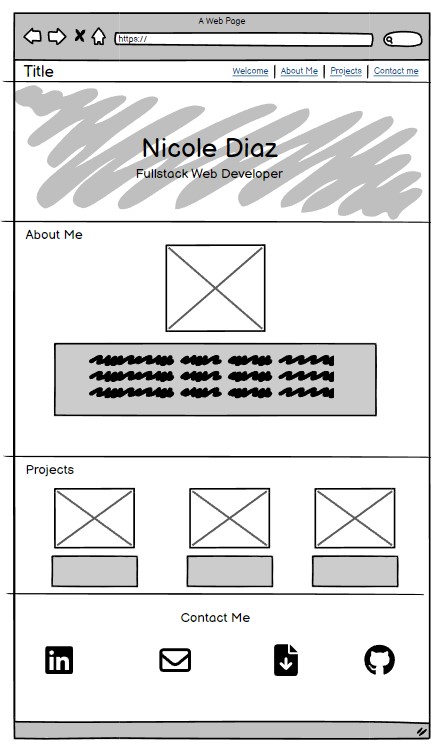 A Web Page
https://
Title
Welcome | About Me | Projects | Contact me
Nicole Diaz
Fullstack Web Developer
About Me
Projects
Contact Me
in